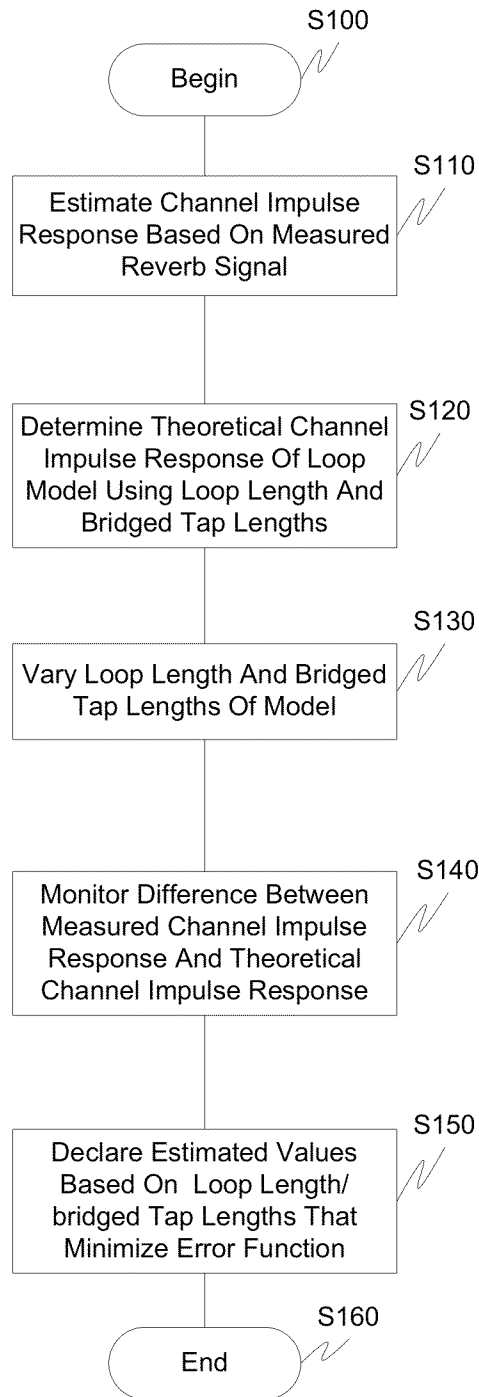 S100
Begin
S110
Estimate Channel Impulse
Response Based On Measured
Reverb Signal
S120
Determine Theoretical Channel
Impulse Response Of Loop
Model Using Loop Length And
Bridged Tap Lengths
S130
Vary Loop Length And Bridged
Tap Lengths Of Model
S140
Monitor Difference Between
Measured Channel Impulse
Response And Theoretical
Channel Impulse Response
S150
Declare Estimated Values
Based On Loop Length/
bridged Tap Lengths That
Minimize Error Function
S160
End